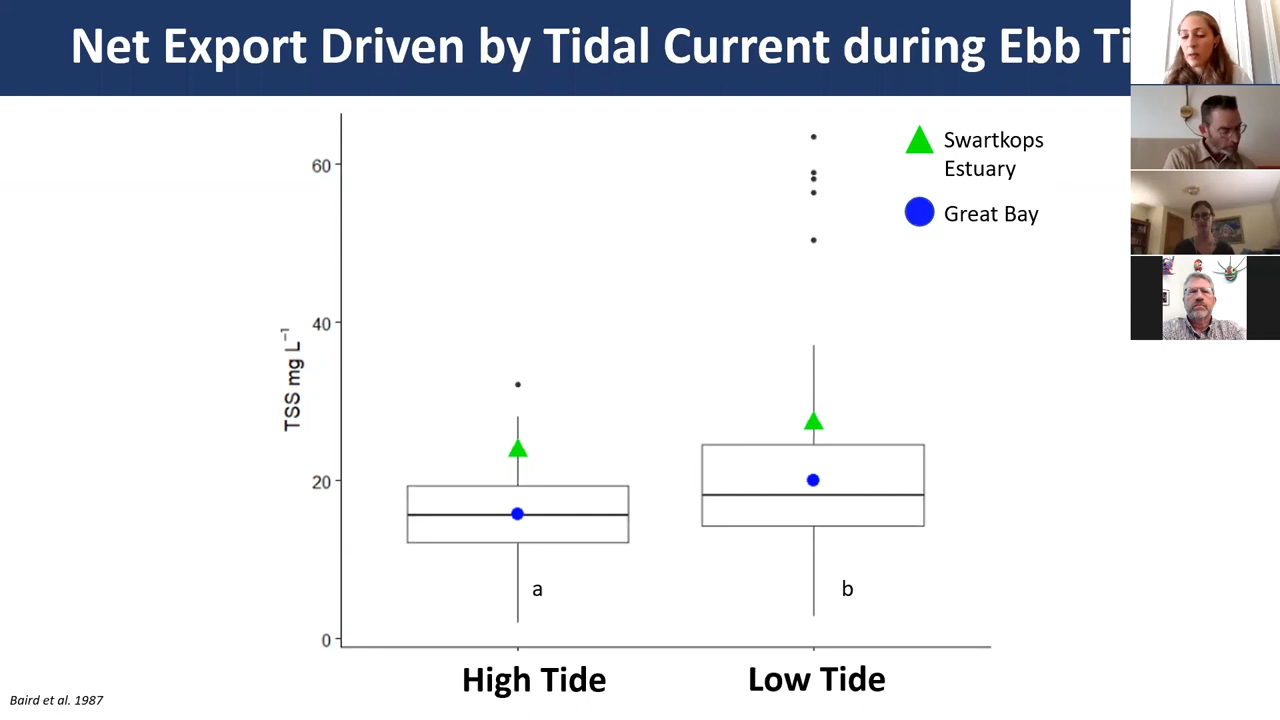 Net Export Driven by Tidal Current during Ebb Ti
Swartkops
Estuary
Great Bay
60
40
20
0
TSS mg L⁻¹
a
b
High Tide
Low Tide
Baird et al. 1987